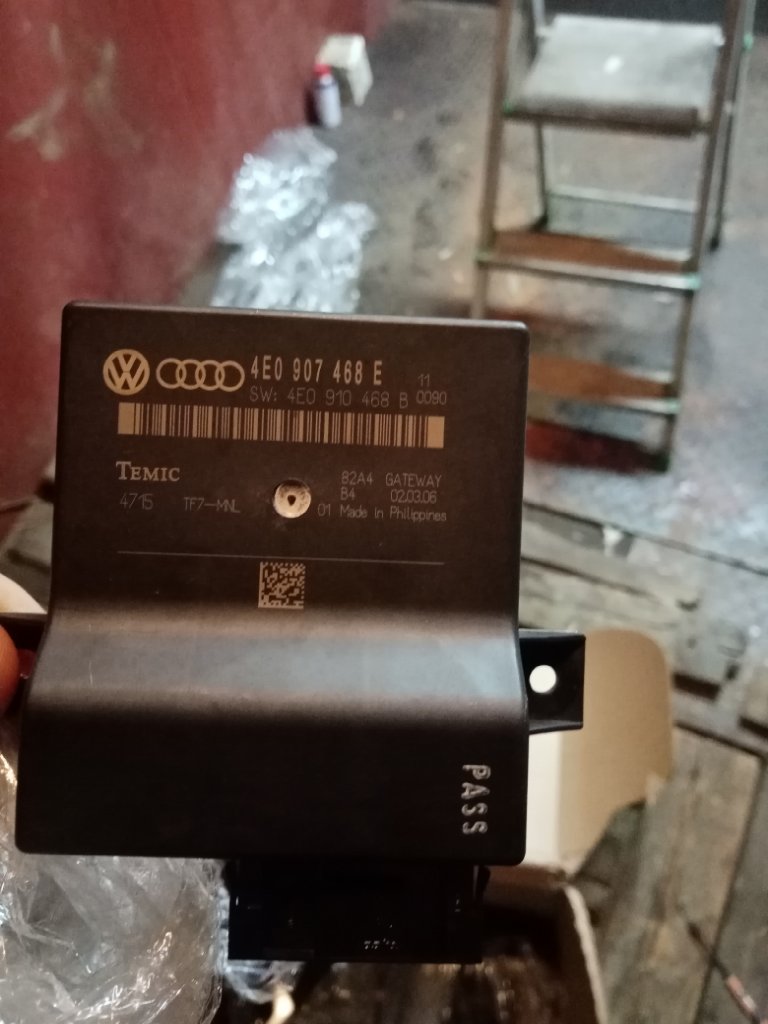 4E0 907 468 E 11
SW: 4E0 910 468 B 0090
TEMIC 82A4 GATEWAY
4715 TF7-MNL B4 02.03.06
01 Made in Philippines
PASS